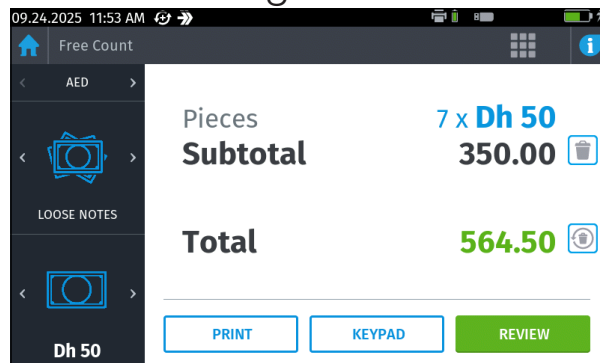 09.24.2025 11:53 AM
Free Count
AED
LOOSE NOTES
Dh 50
Pieces 7 x Dh 50
Subtotal 350.00
Total 564.50
PRINT KEYPAD REVIEW